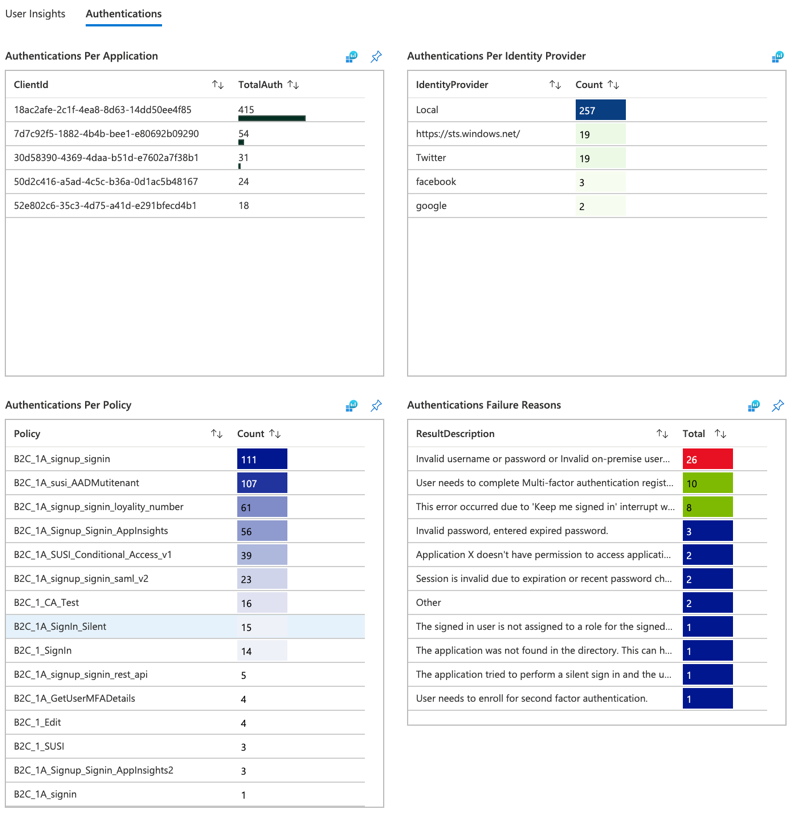 User Insights Authentications
Authentications Per Application
ClientId TotalAuth
18ac2afe-2c1f-4ea8-8d63-14dd50ee4f85 415
7d7c92f5-1882-4b4b-bee1-e80692b09290 54
30d58390-4369-4daa-b51d-e7602a7f38b1 31
50d2c416-a5ad-4c5c-b36a-0d1ac5b48167 24
52e802c6-35c3-4d75-a41d-e291bfecd4b1 18
Authentications Per Identity Provider
IdentityProvider Count
Local 257
https://sts.windows.net/ 19
Twitter 19
facebook 3
google 2
Authentications Per Policy
Policy Count
B2C_1A_signup_signin 111
B2C_1A_susi_AADMutitenant 107
B2C_1A_signup_signin_loyality_number 61
B2C_1A_Signup_Signin_AppInsights 56
B2C_1A_SUSI_Conditional_Access_v1 39
B2C_1A_signup_signin_saml_v2 23
B2C_1_CA_Test 16
B2C_1A_SignIn_Silent 15
B2C_1_SignIn 14
B2C_1A_signup_signin_rest_api 5
B2C_1A_GetUserMFADetails 4
B2C_1_Edit 4
B2C_1_SUSI 3
B2C_1A_Signup_Signin_AppInsights2 3
B2C_1A_signin 1
Authentications Failure Reasons
ResultDescription Total
Invalid username or password or Invalid on-premise user... 26
User needs to complete Multi-factor authentication regist... 10
This error occurred due to 'Keep me signed in' interrupt w... 8
Invalid password, entered expired password. 3
Application X doesn't have permission to access applicati... 2
Session is invalid due to expiration or recent password ch... 2
Other 2
The signed in user is not assigned to a role for the signed... 1
The application was not found in the directory. This can h... 1
The application tried to perform a silent sign in and the u... 1
User needs to enroll for second factor authentication. 1